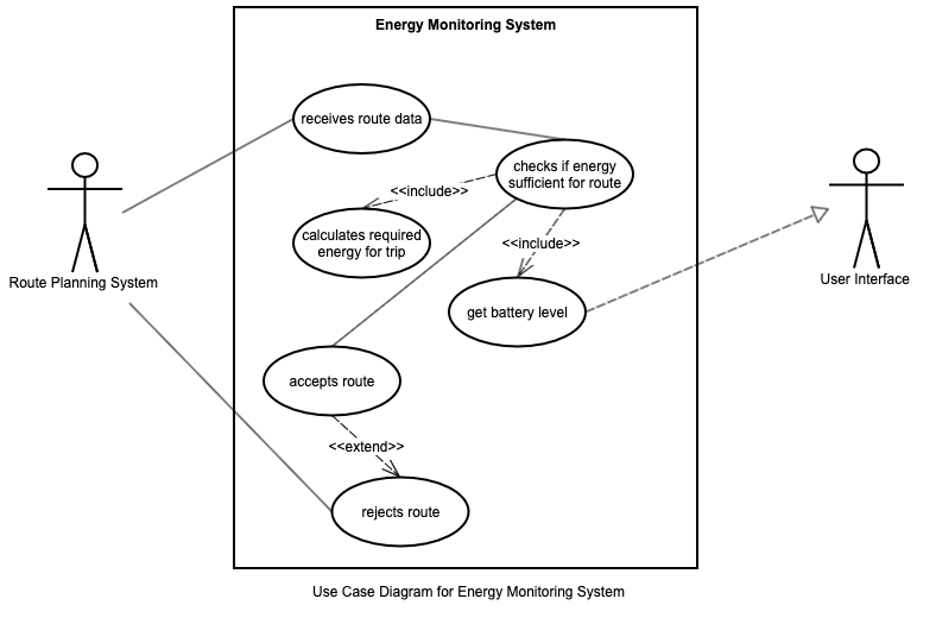 Energy Monitoring System
receives route data
checks if energy
sufficient for route
<<include>>
calculates required
energy for trip
<<include>>
Route Planning System
User Interface
get battery level
accepts route
<<extend>>
rejects route
Use Case Diagram for Energy Monitoring System